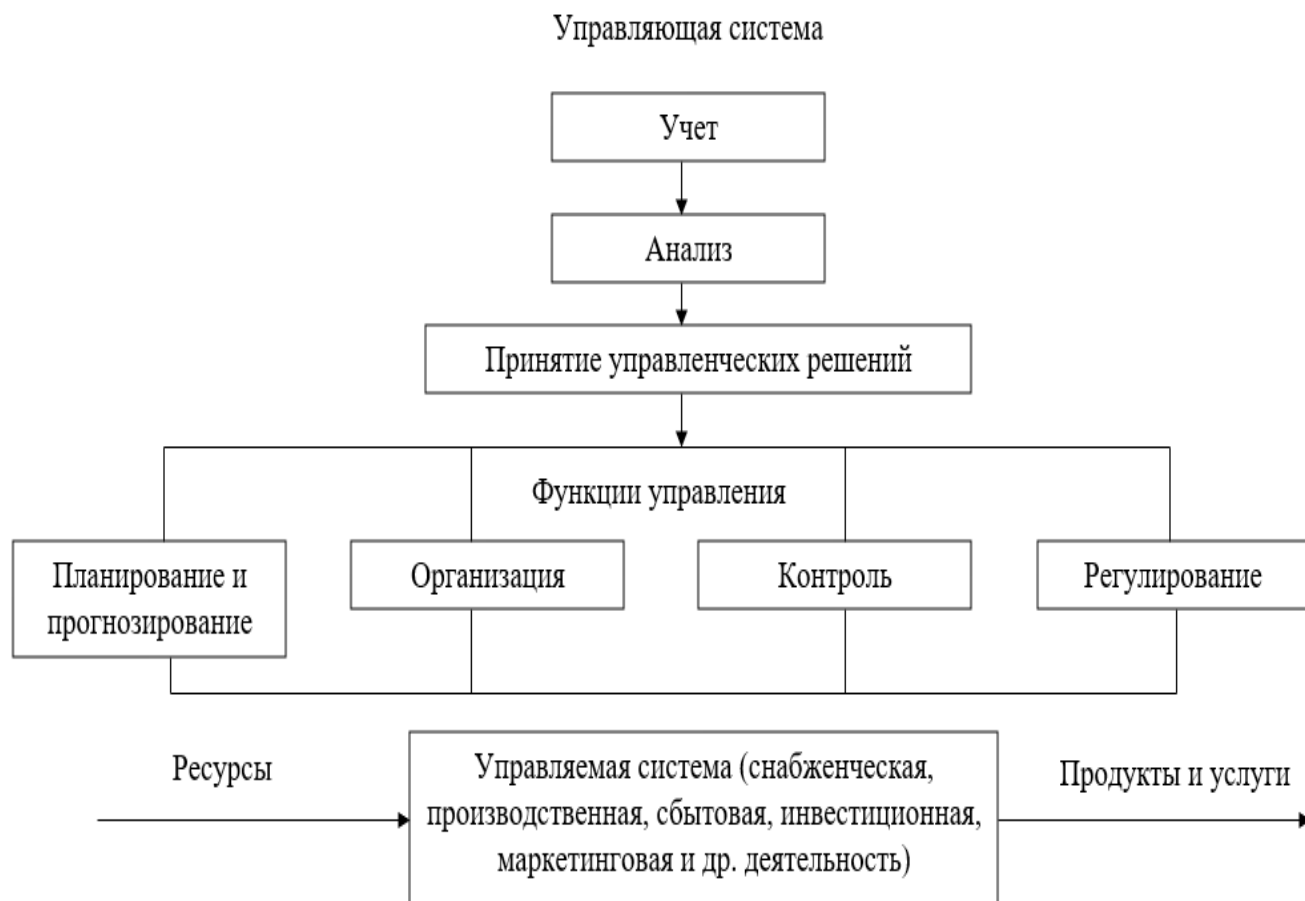 Управляющая система
Учет
Анализ
Принятие управленческих решений
Функции управления
Планирование и
прогнозирование
Организация
Контроль
Регулирование
Ресурсы
Управляемая система (снабженческая,
производственная, сбытовая, инвестиционная,
маркетинговая и др. деятельность)
Продукты и услуги